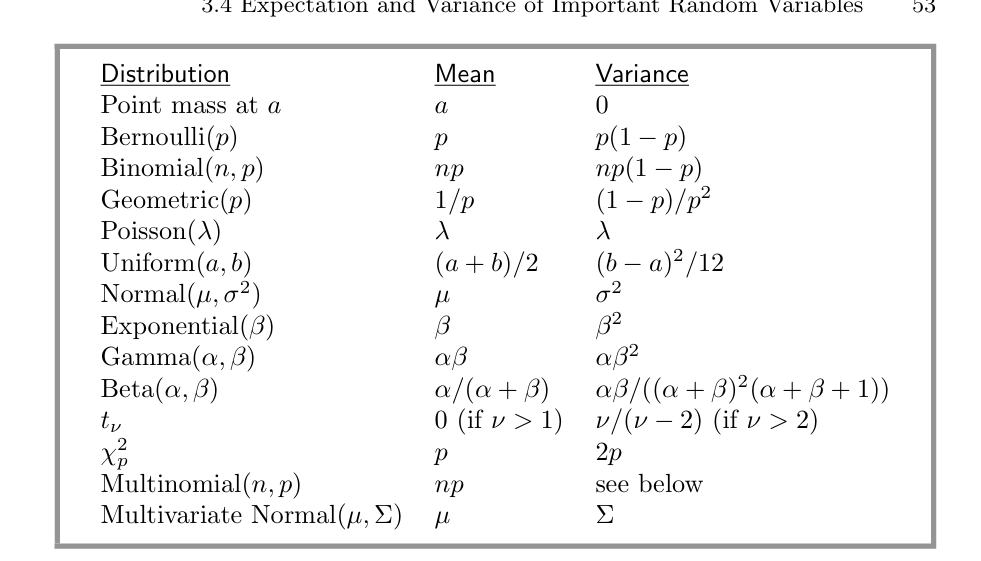 3.4 Expectation and Variance of Important Random Variables 53
Distribution Mean Variance
Point mass at a a 0
Bernoulli(p) p p(1 − p)
Binomial(n, p) np np(1 − p)
Geometric(p) 1/p (1 − p)/p²
Poisson(λ) λ λ
Uniform(a, b) (a + b)/2 (b − a)²/12
Normal(μ, σ²) μ σ²
Exponential(β) β β²
Gamma(α, β) αβ αβ²
Beta(α, β) α/(α + β) αβ/((α + β)²(α + β + 1))
t_ν 0 (if ν > 1) ν/(ν − 2) (if ν > 2)
χ²_p p 2p
Multinomial(n, p) np see below
Multivariate Normal(μ, Σ) μ Σ